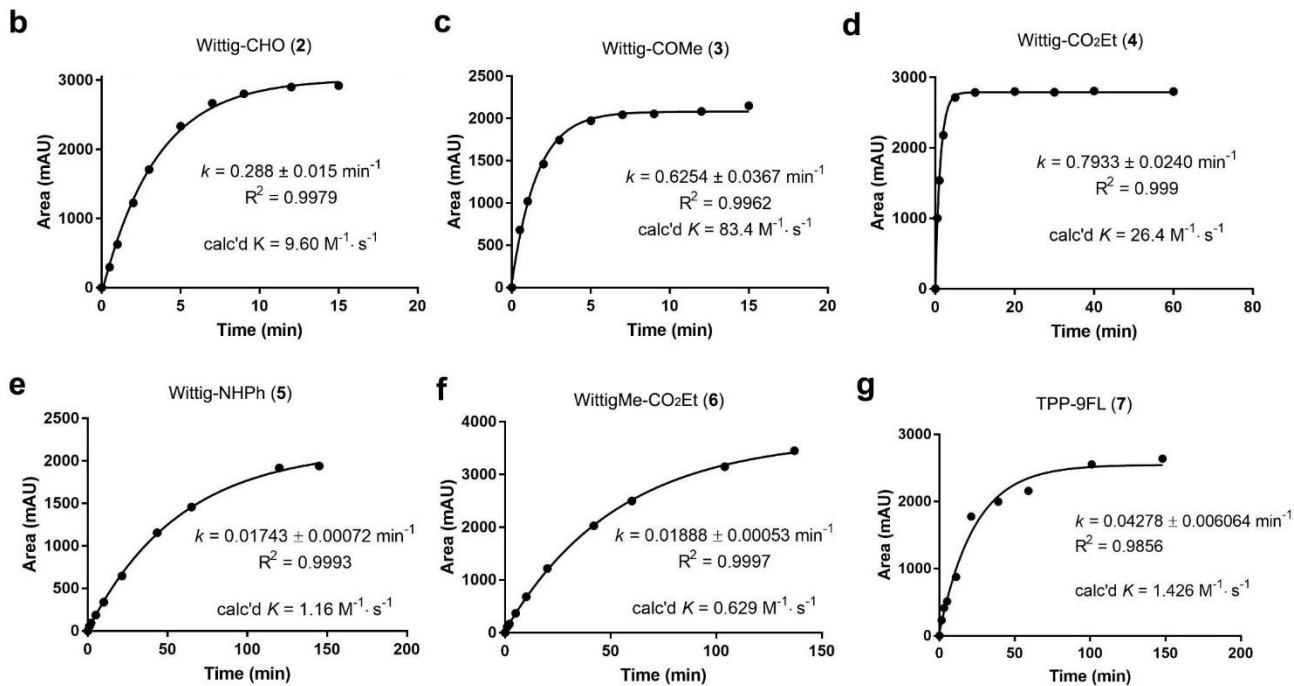 b
Wittig-CHO (2)
3000
2000
1000
0
Area (mAU)
k = 0.288 ± 0.015 min⁻¹
R² = 0.9979
calc'd K = 9.60 M⁻¹· s⁻¹
0 5 10 15 20
Time (min)
c
Wittig-COMe (3)
2500
2000
1500
1000
500
0
Area (mAU)
k = 0.6254 ± 0.0367 min⁻¹
R² = 0.9962
calc'd K = 83.4 M⁻¹· s⁻¹
0 5 10 15 20
Time (min)
d
Wittig-CO₂Et (4)
3000
2000
1000
0
Area (mAU)
k = 0.7933 ± 0.0240 min⁻¹
R² = 0.999
calc'd K = 26.4 M⁻¹· s⁻¹
0 20 40 60 80
Time (min)
e
Wittig-NHPh (5)
2500
2000
1500
1000
500
0
Area (mAU)
k = 0.01743 ± 0.00072 min⁻¹
R² = 0.9993
calc'd K = 1.16 M⁻¹· s⁻¹
0 50 100 150 200
Time (min)
f
WittigMe-CO₂Et (6)
4000
3000
2000
1000
0
Area (mAU)
k = 0.01888 ± 0.00053 min⁻¹
R² = 0.9997
calc'd K = 0.629 M⁻¹· s⁻¹
0 50 100 150
Time (min)
g
TPP-9FL (7)
3000
2000
1000
0
Area (mAU)
k = 0.04278 ± 0.006064 min⁻¹
R² = 0.9856
calc'd K = 1.426 M⁻¹· s⁻¹
0 50 100 150 200
Time (min)